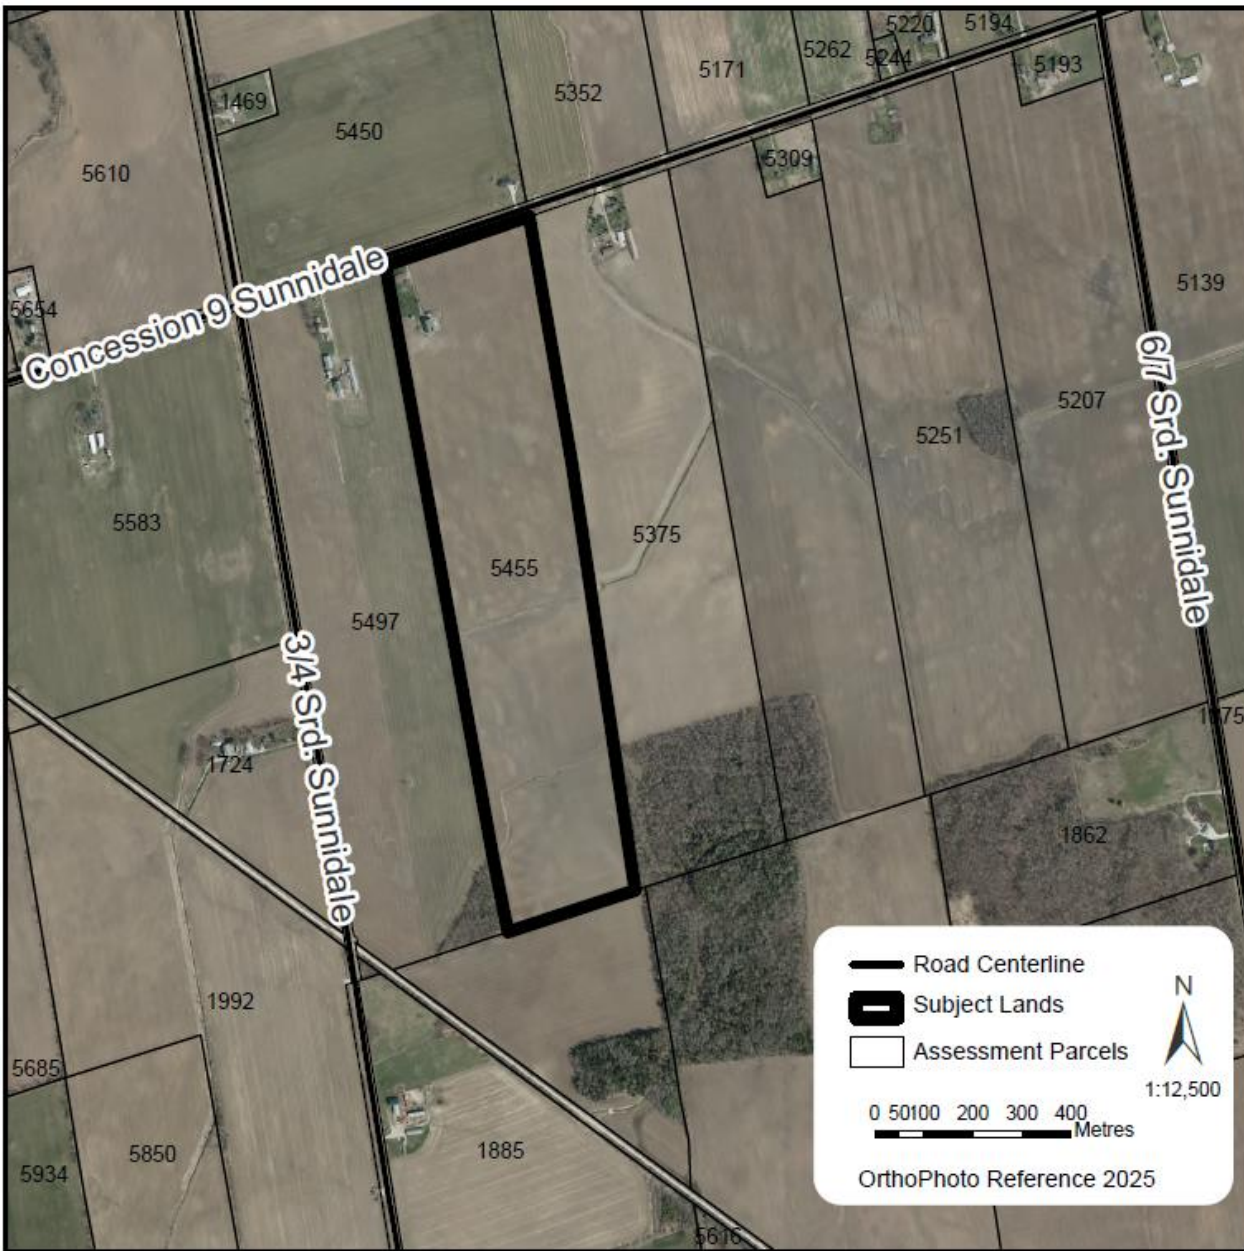 5220
5194
5262
5244
5171
5193
5352
1469
5450
5309
5610
5139
Concession 9 Sunnidale
5654
6/7 Srd. Sunnidale
5207
5251
5583
5375
5455
5497
3/4 Srd. Sunnidale
1724
1862
Road Centerline
Subject Lands
Assessment Parcels
N
1:12,500
0 50100 200 300 400
Metres
OrthoPhoto Reference 2025
1992
5685
5850
5934
1885
5616